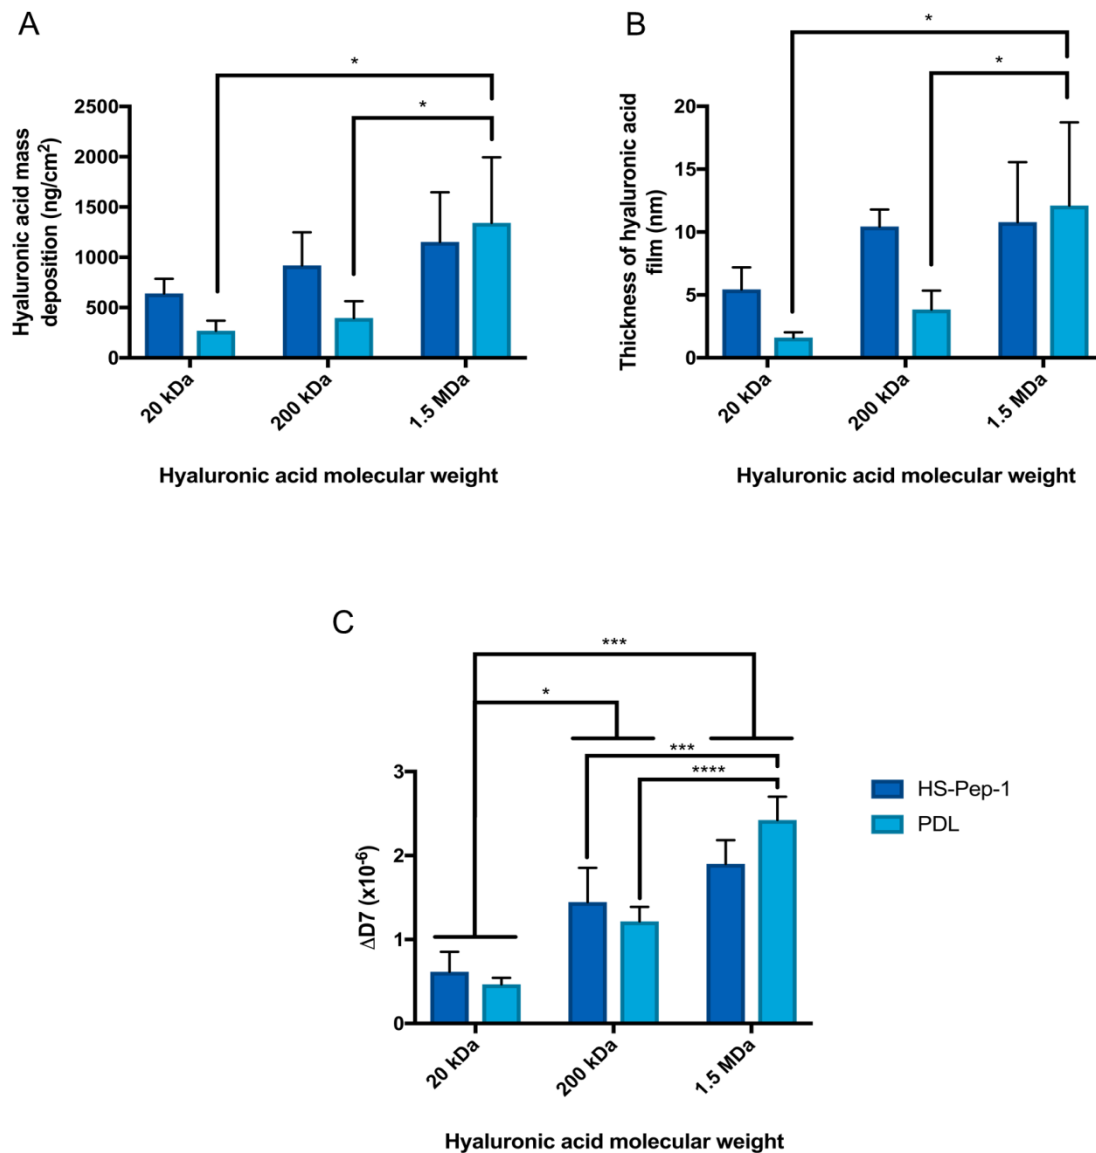 A
*
*
Hyaluronic acid mass
deposition (ng/cm²)
2500
2000
1500
1000
500
0
20 kDa
200 kDa
1.5 MDa
Hyaluronic acid molecular weight
B
*
*
Thickness of hyaluronic acid
film (nm)
20
15
10
5
0
20 kDa
200 kDa
1.5 MDa
Hyaluronic acid molecular weight
C
***
*
***
****
ΔD7 (x10⁻⁶)
3
2
1
0
20 kDa
200 kDa
1.5 MDa
Hyaluronic acid molecular weight
HS-Pep-1
PDL